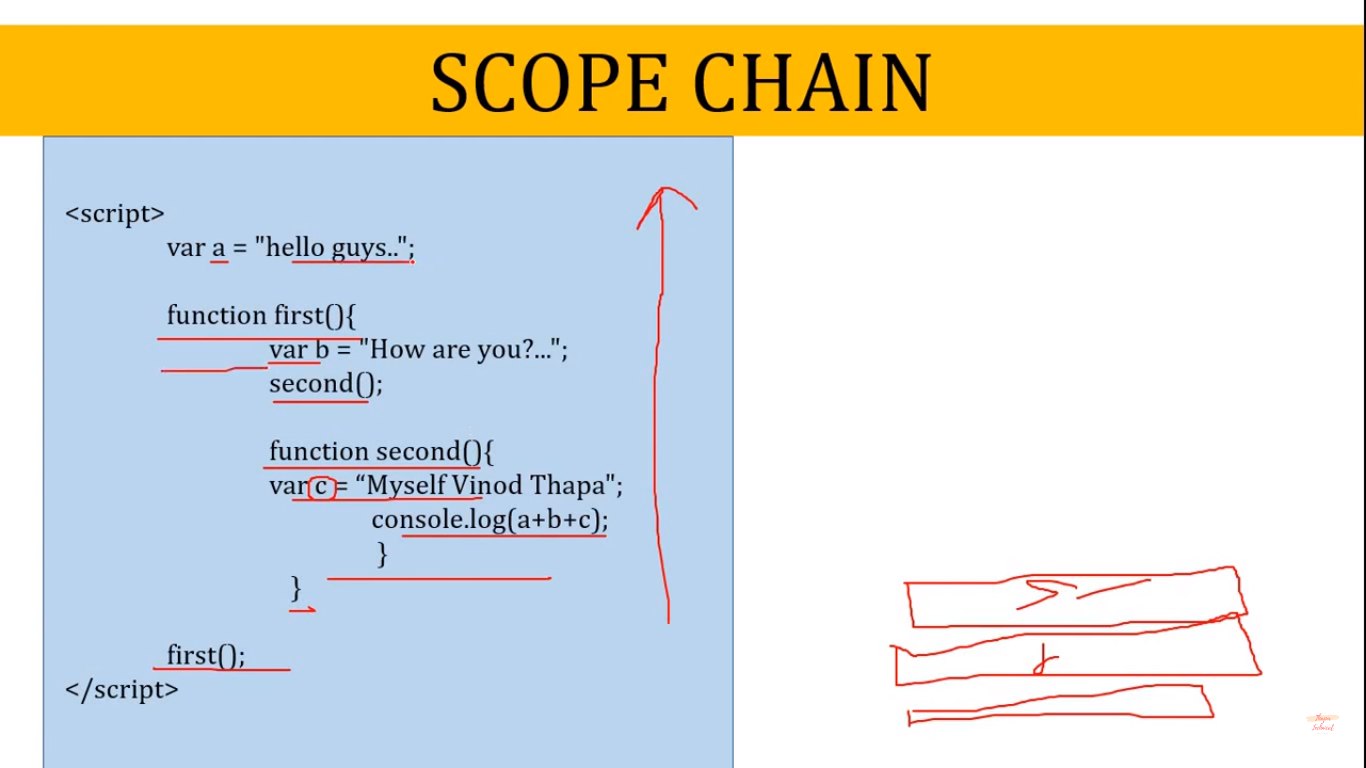 SCOPE CHAIN
<script>
var a = "hello guys..";
function first(){
var b = "How are you?...";
second();
function second(){
var c = “Myself Vinod Thapa";
console.log(a+b+c);
}
}
first();
</script>
Thapa
Technical